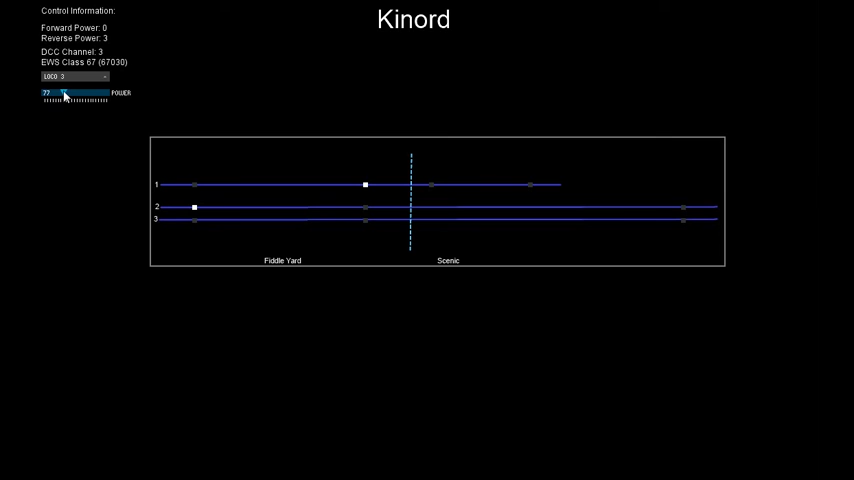 Control Information:
Kinord
Forward Power: 0
Reverse Power: 3
DCC Channel: 3
EWS Class 67 (67030)
LOCO 3
77 POWER
1
2
3
Fiddle Yard Scenic